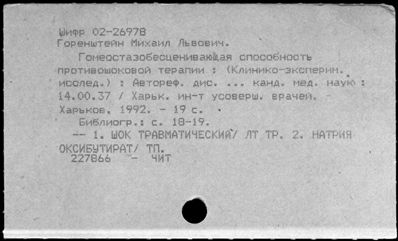 Шифр 02-26978
Горенштейн Михаил Львович.
Гомеостазобесценивающая способность
противошоковой терапии : (Клинико-эксперим.
исслед.) : Автореф. дис. ... канд. мед. наук :
14.00.37 / Харьк. ин-т усоверш. врачей.
Харьков, 1992. - 19 с.
Библиогр.: с. 18-19.
-- 1. ШОК ТРАВМАТИЧЕСКИЙ/ ЛТ ТР. 2. НАТРИЯ
ОКСИБУТИРАТ/ ТП.
227866 - ЧИТ